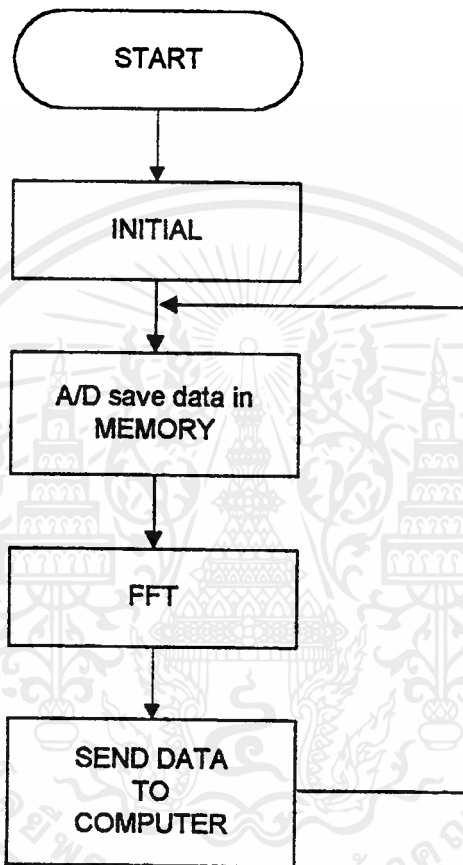 START
INITIAL
A/D save data in
MEMORY
FFT
SEND DATA
TO
COMPUTER